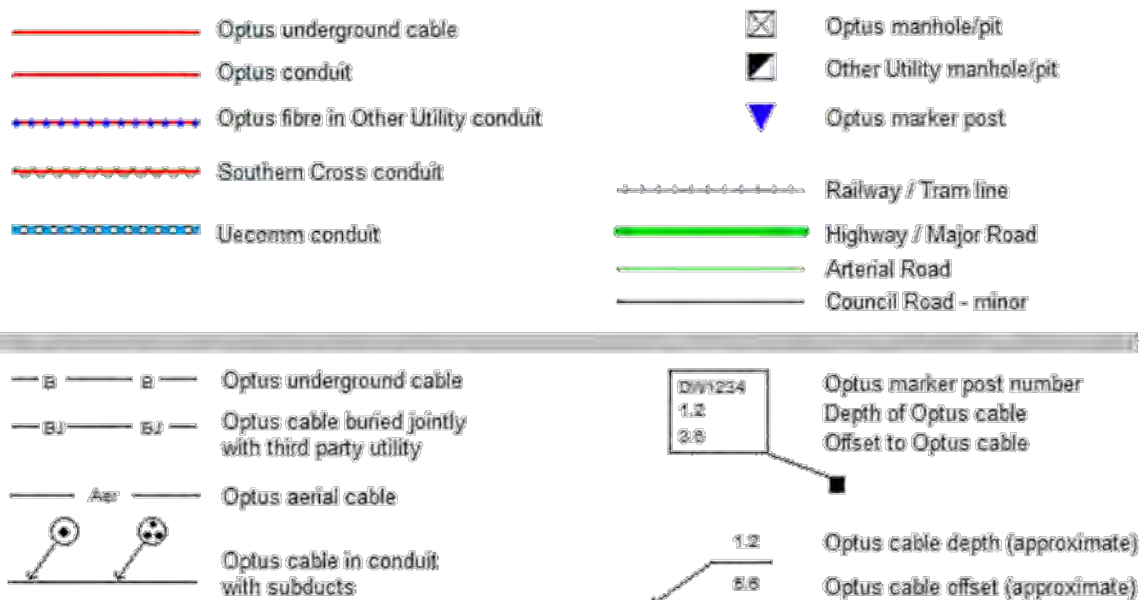 Optus underground cable
Optus conduit
Optus fibre in Other Utility conduit
Southern Cross conduit
Uecomm conduit
Optus manhole/pit
Other Utility manhole/pit
Optus marker post
Railway / Tram line
Highway / Major Road
Arterial Road
Council Road - minor
B B Optus underground cable
BJ BJ Optus cable buried jointly
with third party utility
Aer Optus aerial cable
Optus cable in conduit
with subducts
DW1234 Optus marker post number
1.2 Depth of Optus cable
3.6 Offset to Optus cable
1.2 Optus cable depth (approximate)
5.6 Optus cable offset (approximate)